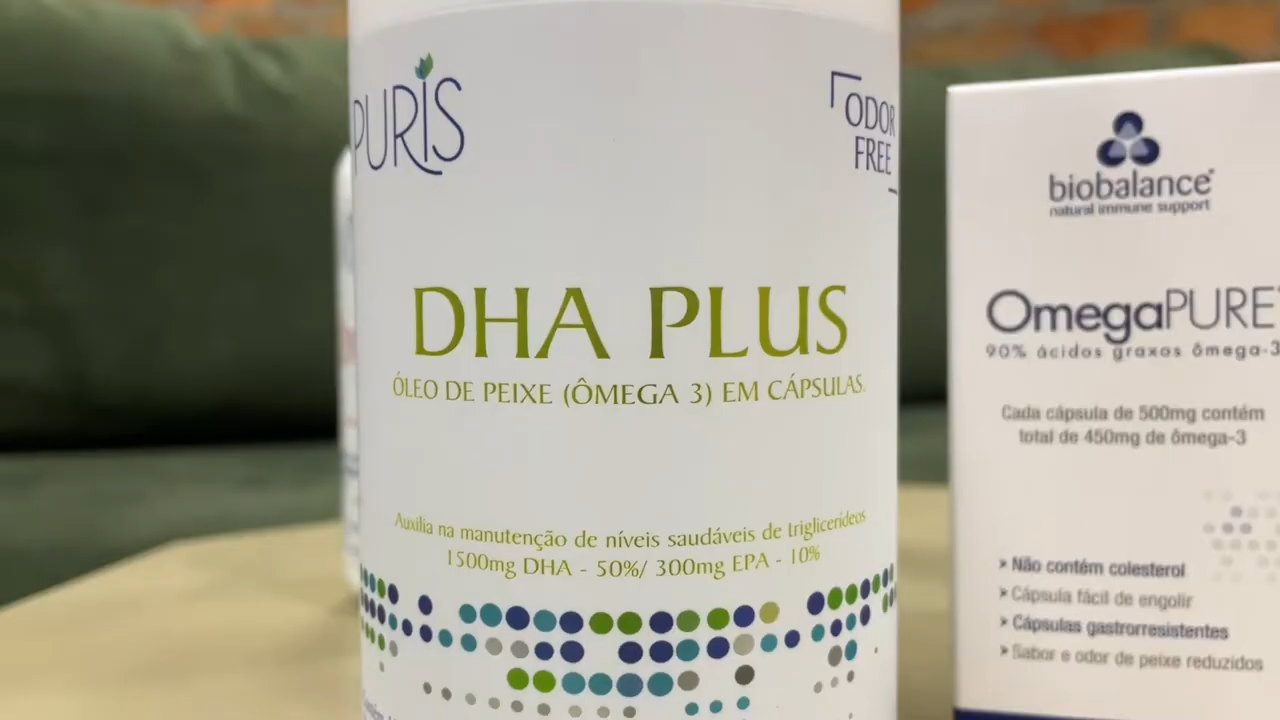 PURIS
ODOR
FREE
DHA PLUS
ÓLEO DE PEIXE (ÔMEGA 3) EM CÁPSULAS.
Auxilia na manutenção de níveis saudáveis de triglicerídeos
1500mg DHA - 50%/ 300mg EPA - 10%
biobalance
natural immune support
OmegaPURE
90% ácidos graxos ômega-3
Cada cápsula de 500mg contém
total de 450mg de ômega-3
> Não contém colesterol
> Cápsula fácil de engolir
> Cápsulas gastrorresistentes
> Sabor e odor de peixe reduzidos